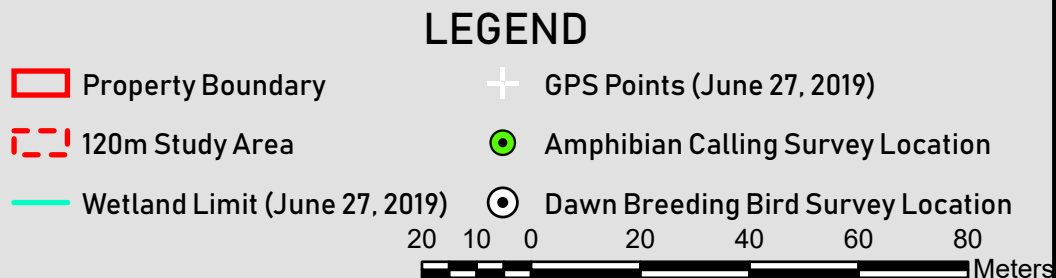 LEGEND
Property Boundary
GPS Points (June 27, 2019)
120m Study Area
Amphibian Calling Survey Location
Wetland Limit (June 27, 2019)
Dawn Breeding Bird Survey Location
20 10 0 20 40 60 80
Meters